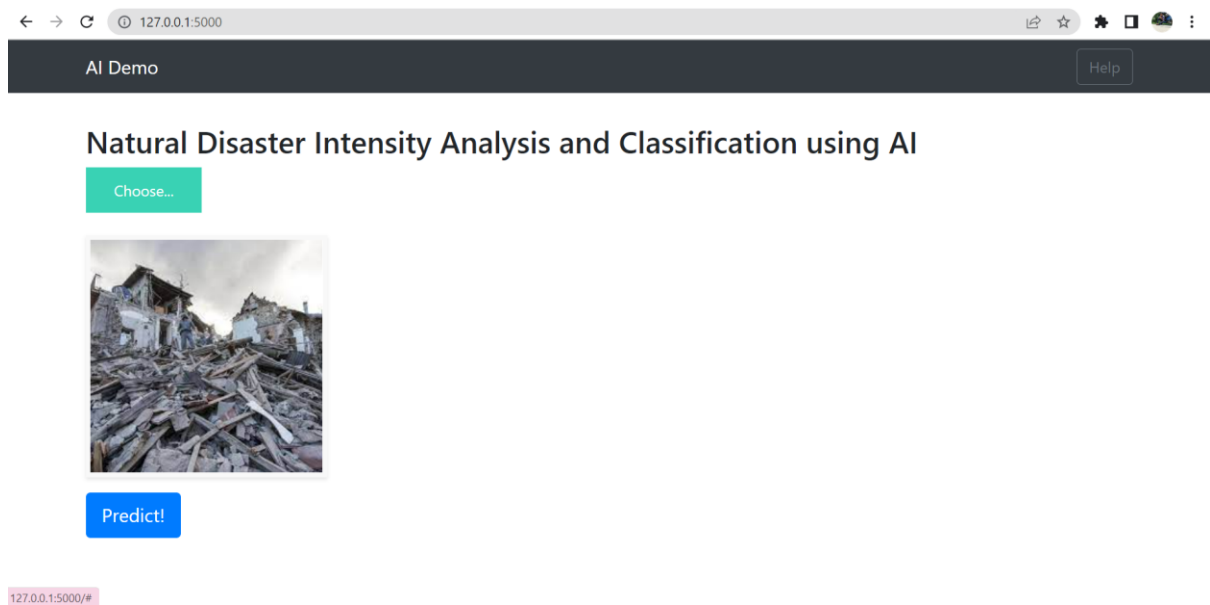 127.0.0.1:5000
AI Demo
Help
Natural Disaster Intensity Analysis and Classification using AI
Choose...
Predict!
127.0.0.1:5000/#